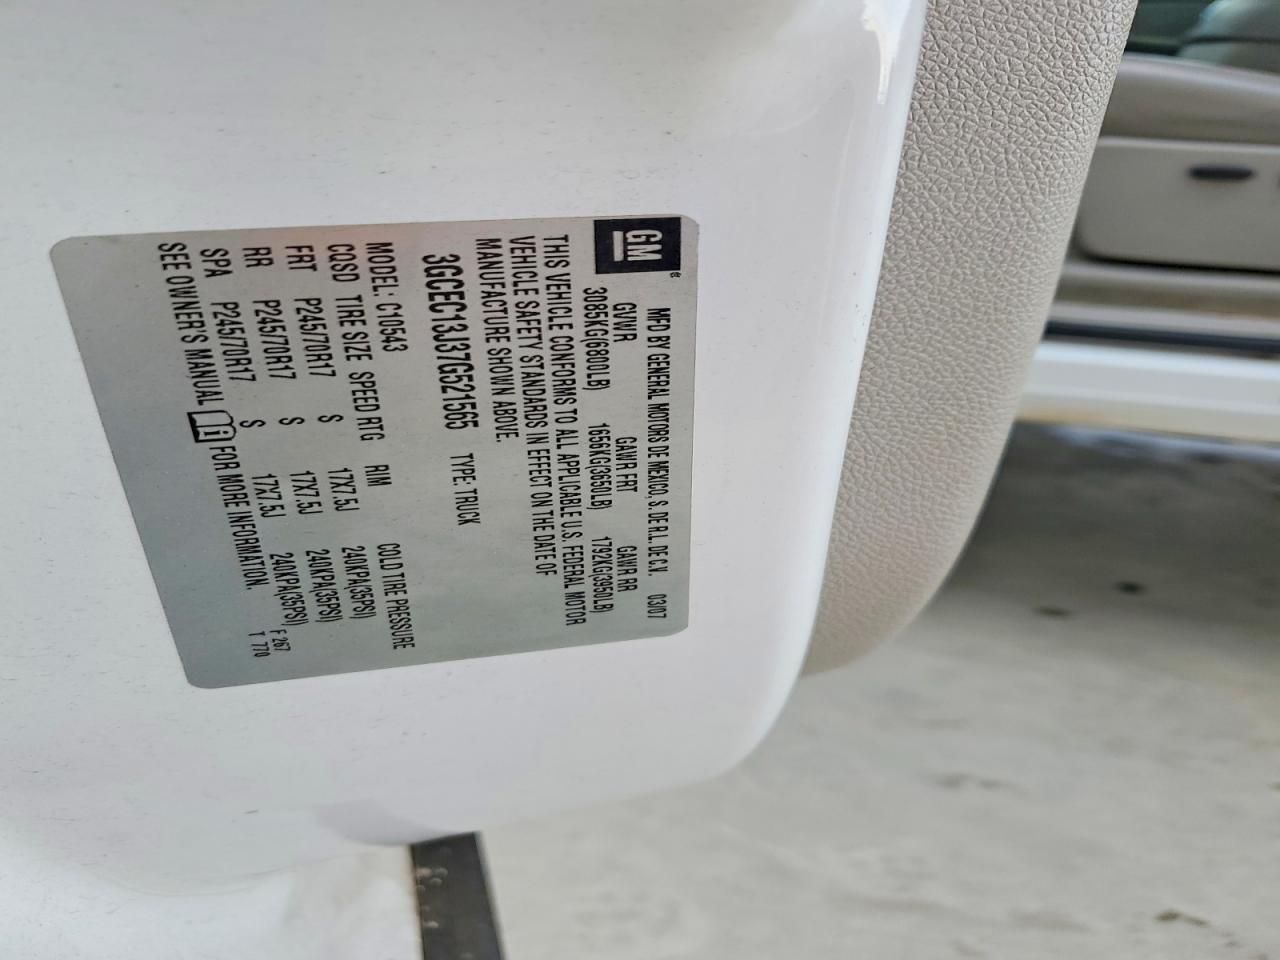 GM®
MFD BY GENERAL MOTORS DE MEXICO, S. DE R.L. DE C.V. 03/07
GVWR GAWR FRT GAWR RR
3085KG(6800LB) 1656KG(3650LB) 1792KG(3950LB)
THIS VEHICLE CONFORMS TO ALL APPLICABLE U.S. FEDERAL MOTOR
VEHICLE SAFETY STANDARDS IN EFFECT ON THE DATE OF
MANUFACTURE SHOWN ABOVE.
3GCEC13J37G521565 TYPE: TRUCK
MODEL: C10543
CQSD TIRE SIZE SPEED RTG RIM COLD TIRE PRESSURE
FRT P245/70R17 S 17X7.5J 240KPA(35PSI)
RR P245/70R17 S 17X7.5J 240KPA(35PSI)
SPA P245/70R17 S 17X7.5J 240KPA(35PSI)
SEE OWNER'S MANUAL FOR MORE INFORMATION.
F 267
T 770